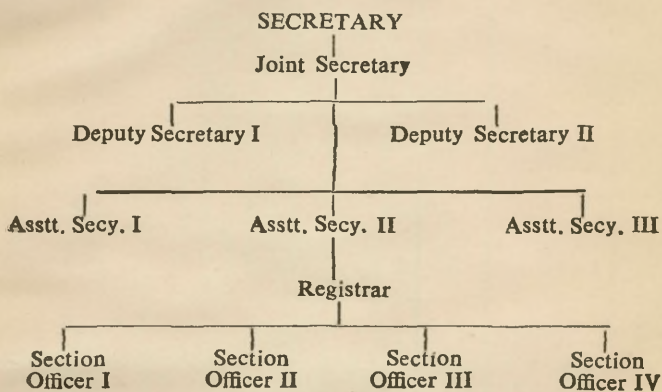 SECRETARY
Joint Secretary
Deputy Secretary I Deputy Secretary II
Asstt. Secy. I Asstt. Secy. II Asstt. Secy. III
Registrar
Section Section Section Section
Officer I Officer II Officer III Officer IV